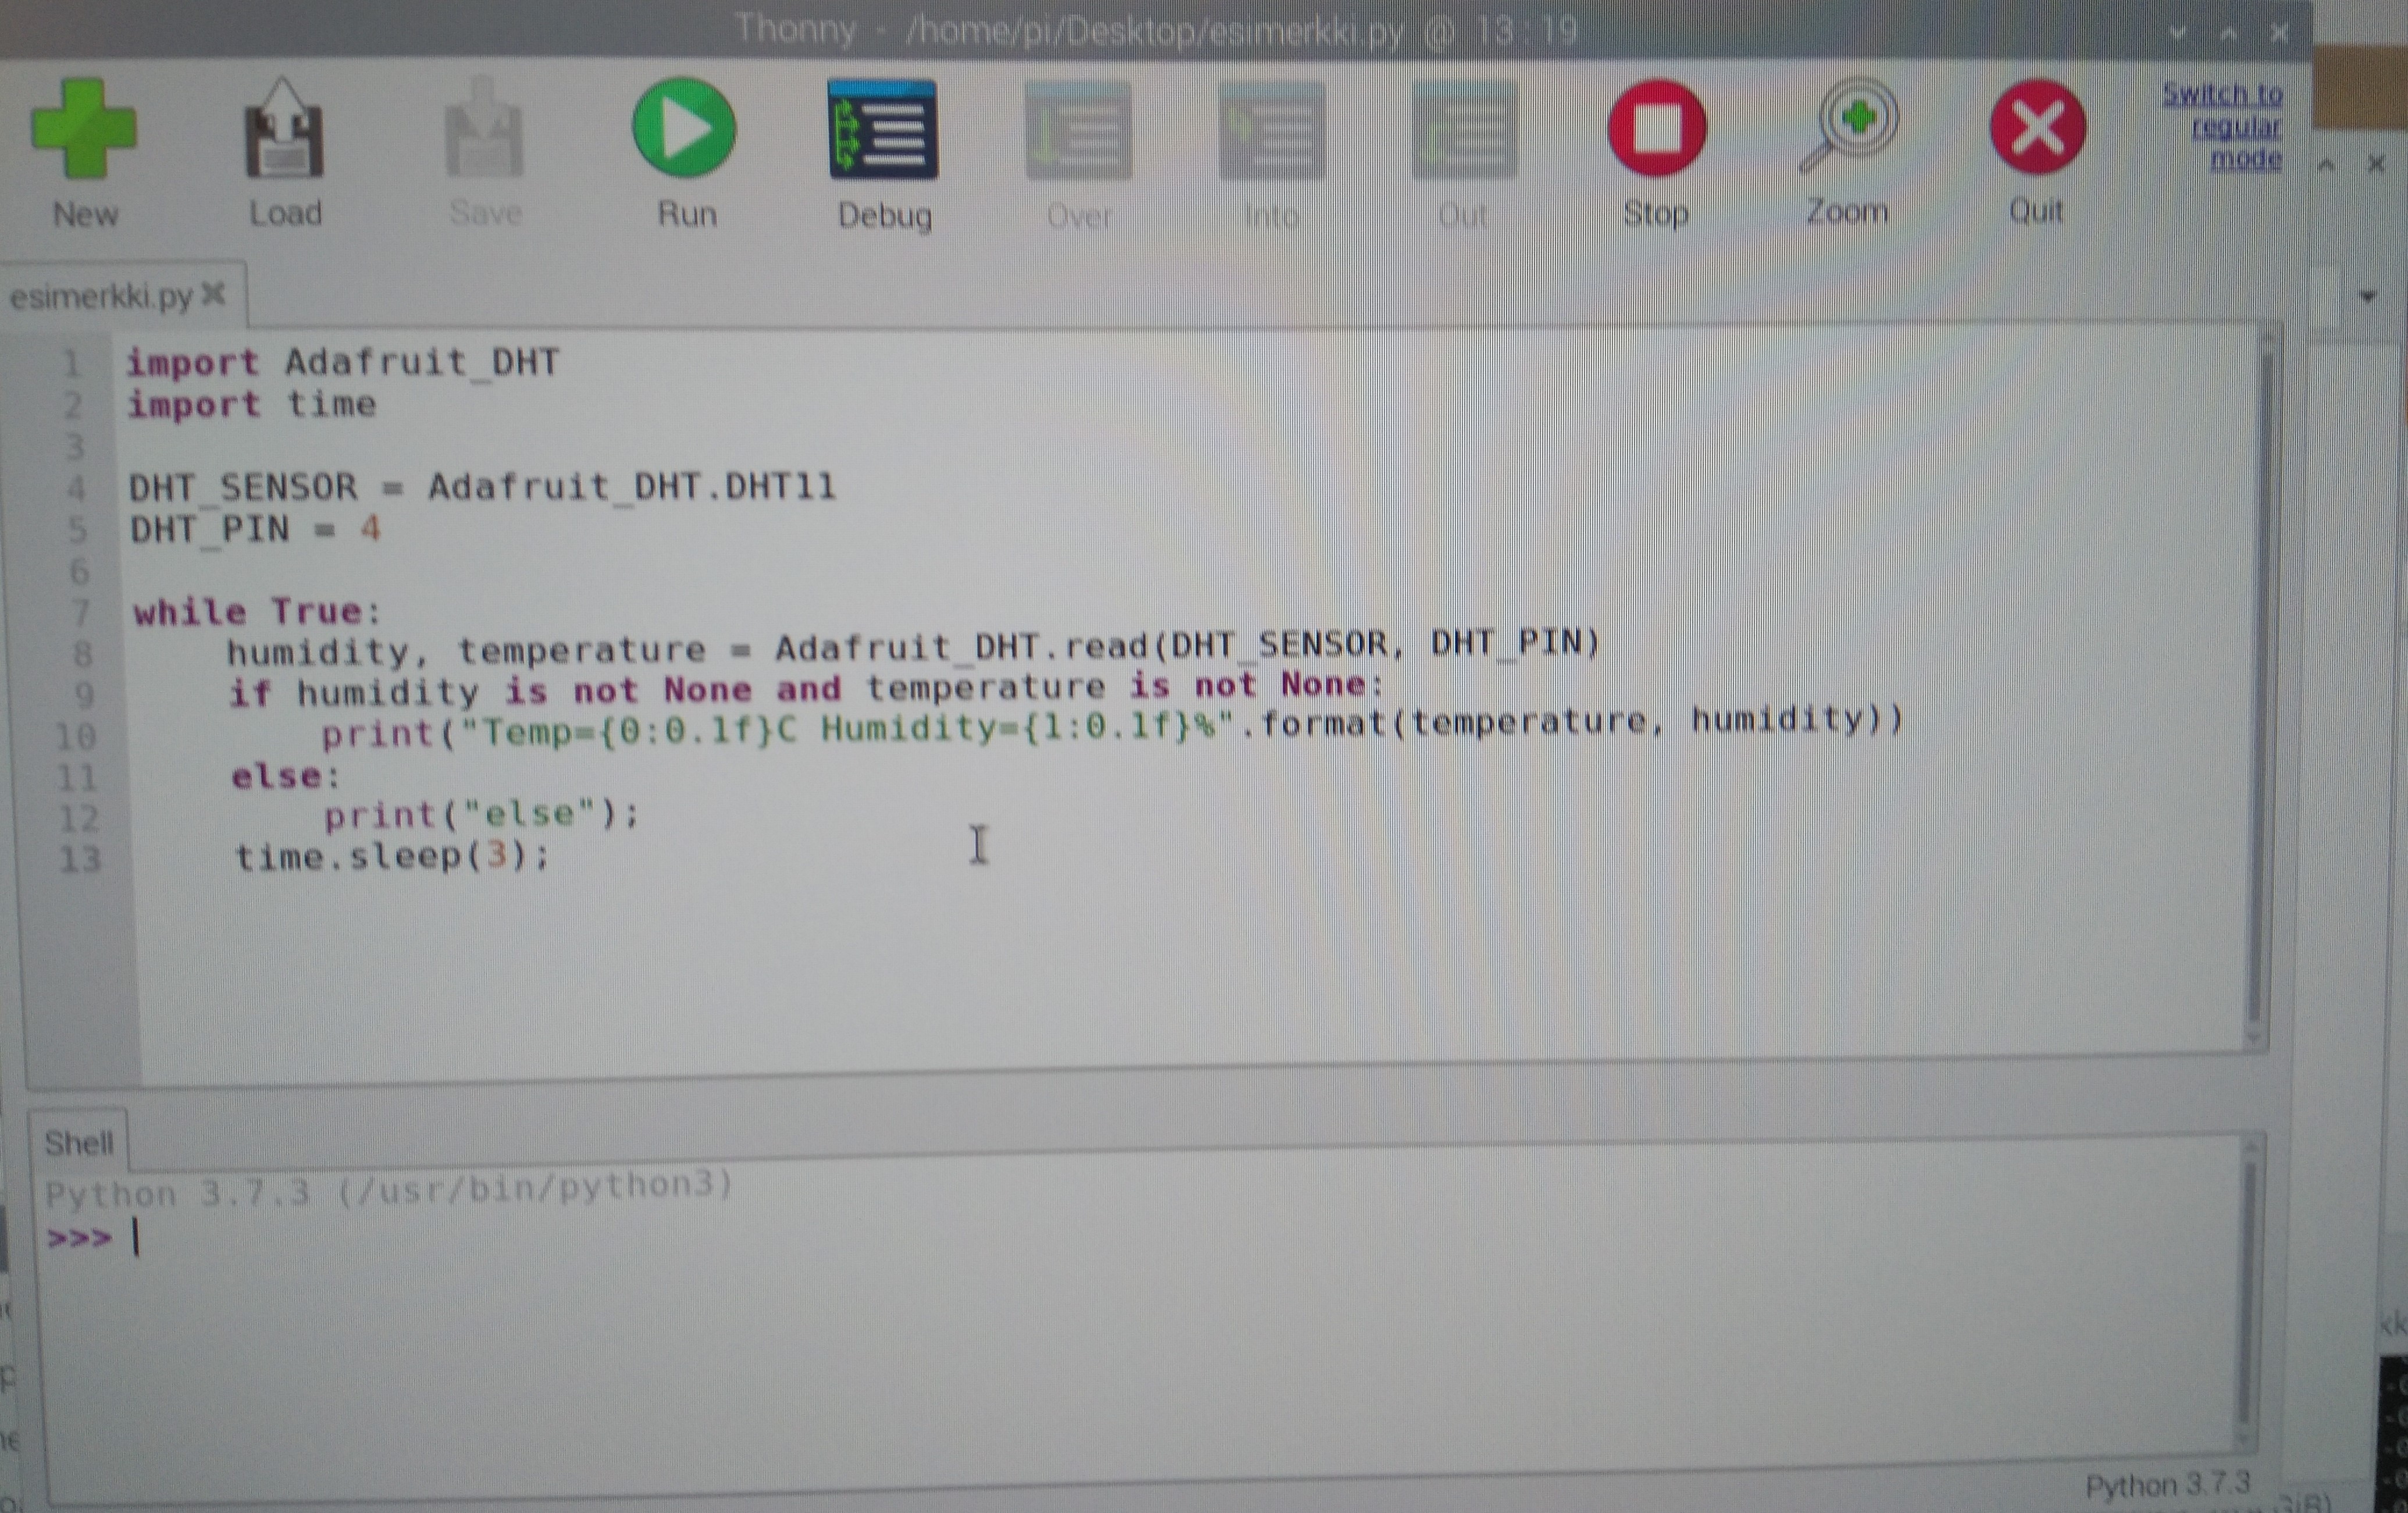 Thonny - /home/pi/Desktop/esimerkki.py @ 13:19
New Load Save Run Debug Over Into Out Stop Zoom Quit
Switch to
regular
mode
esimerkki.py
1 import Adafruit_DHT
2 import time
3
4 DHT_SENSOR = Adafruit_DHT.DHT11
5 DHT_PIN = 4
6
7 while True:
8     humidity, temperature = Adafruit_DHT.read(DHT_SENSOR, DHT_PIN)
9     if humidity is not None and temperature is not None:
10         print("Temp={0:0.1f}C Humidity={1:0.1f}%".format(temperature, humidity))
11     else:
12         print("else");
13     time.sleep(3);
Shell
Python 3.7.3 (/usr/bin/python3)
>>>
Python 3.7.3